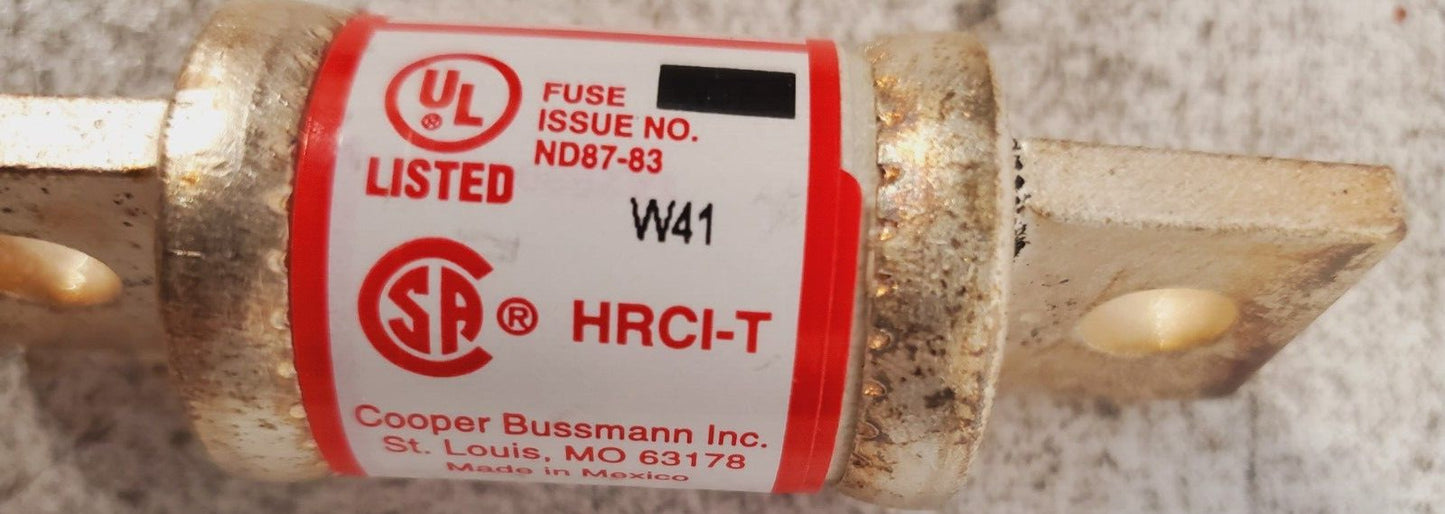 UL
LISTED
FUSE
ISSUE NO.
ND87-83
W41
SA ® HRCI-T
Cooper Bussmann Inc.
St. Louis, MO 63178
Made in Mexico